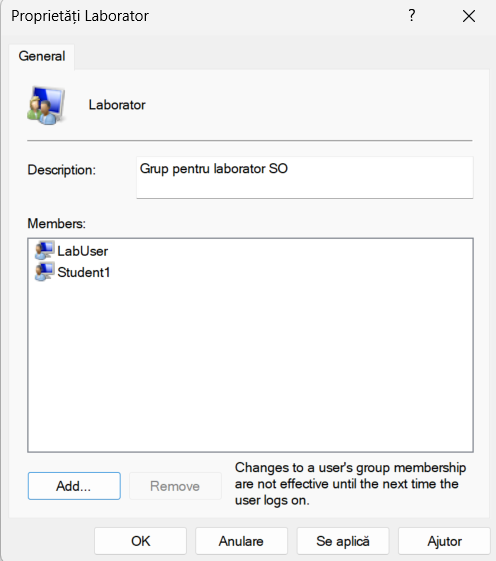 Proprietăți Laborator
?
General
Laborator
Description:
Grup pentru laborator SO
Members:
LabUser
Student1
Add...
Remove
Changes to a user's group membership
are not effective until the next time the
user logs on.
OK
Anulare
Se aplică
Ajutor